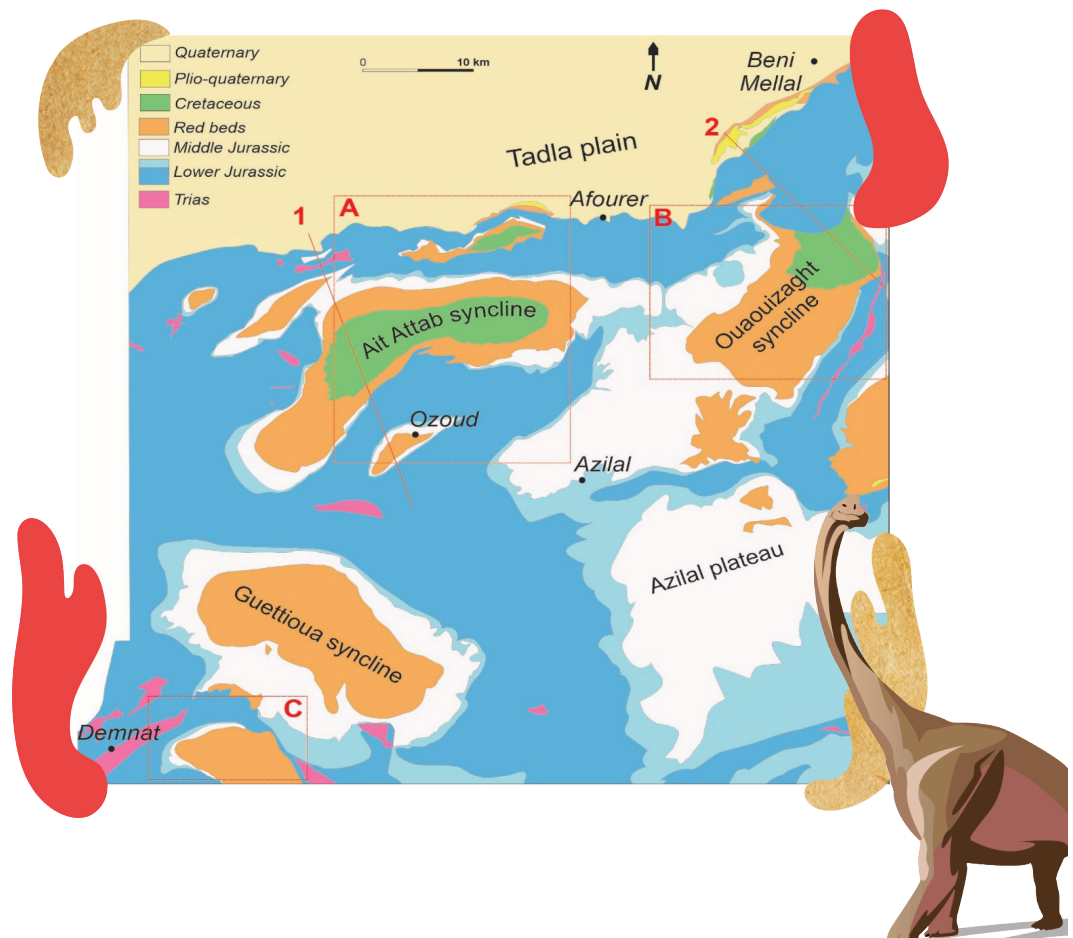 Quaternary
Plio-quaternary
Cretaceous
Red beds
Middle Jurassic
Lower Jurassic
Trias
0 10 km
N
Beni
Mellal
2
Tadla plain
Afourer
1
A
B
Ait Attab syncline
Ouaouizaght
syncline
Ozoud
Azilal
Azilal plateau
Guettioua syncline
C
Demnat